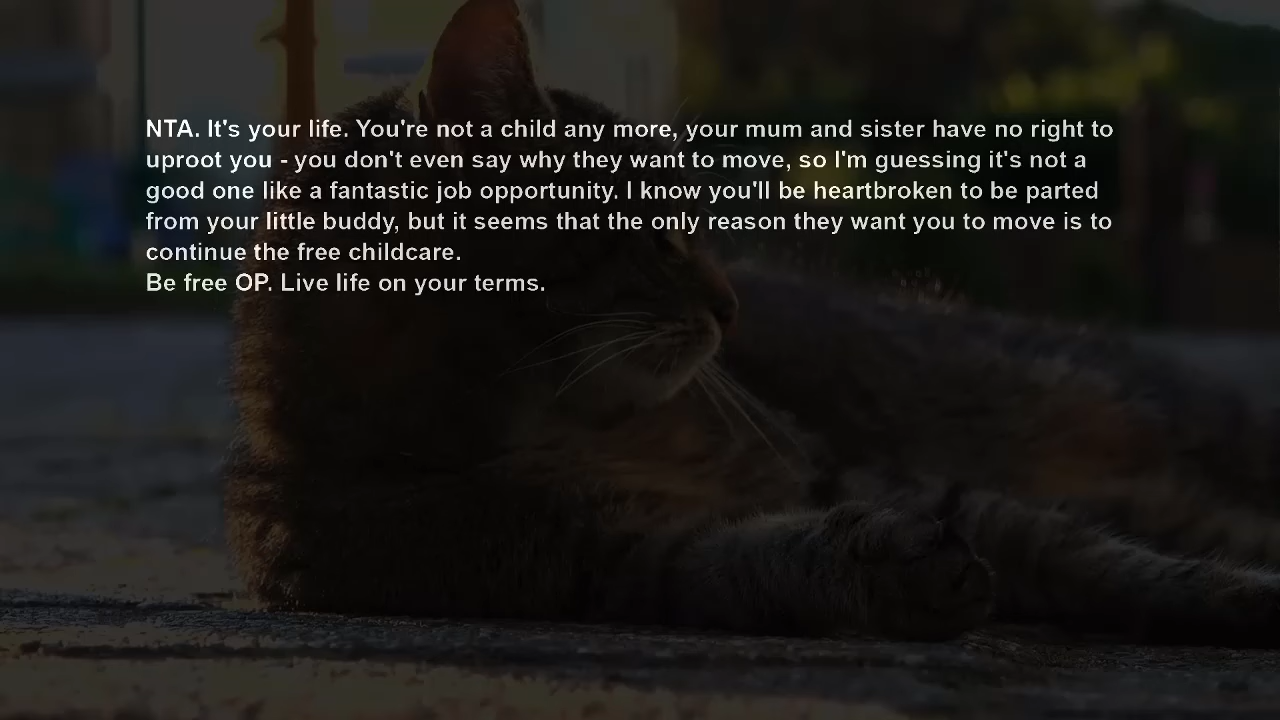 NTA. It's your life. You're not a child any more, your mum and sister have no right to
uproot you - you don't even say why they want to move, so I'm guessing it's not a
good one like a fantastic job opportunity. I know you'll be heartbroken to be parted
from your little buddy, but it seems that the only reason they want you to move is to
continue the free childcare.
Be free OP. Live life on your terms.